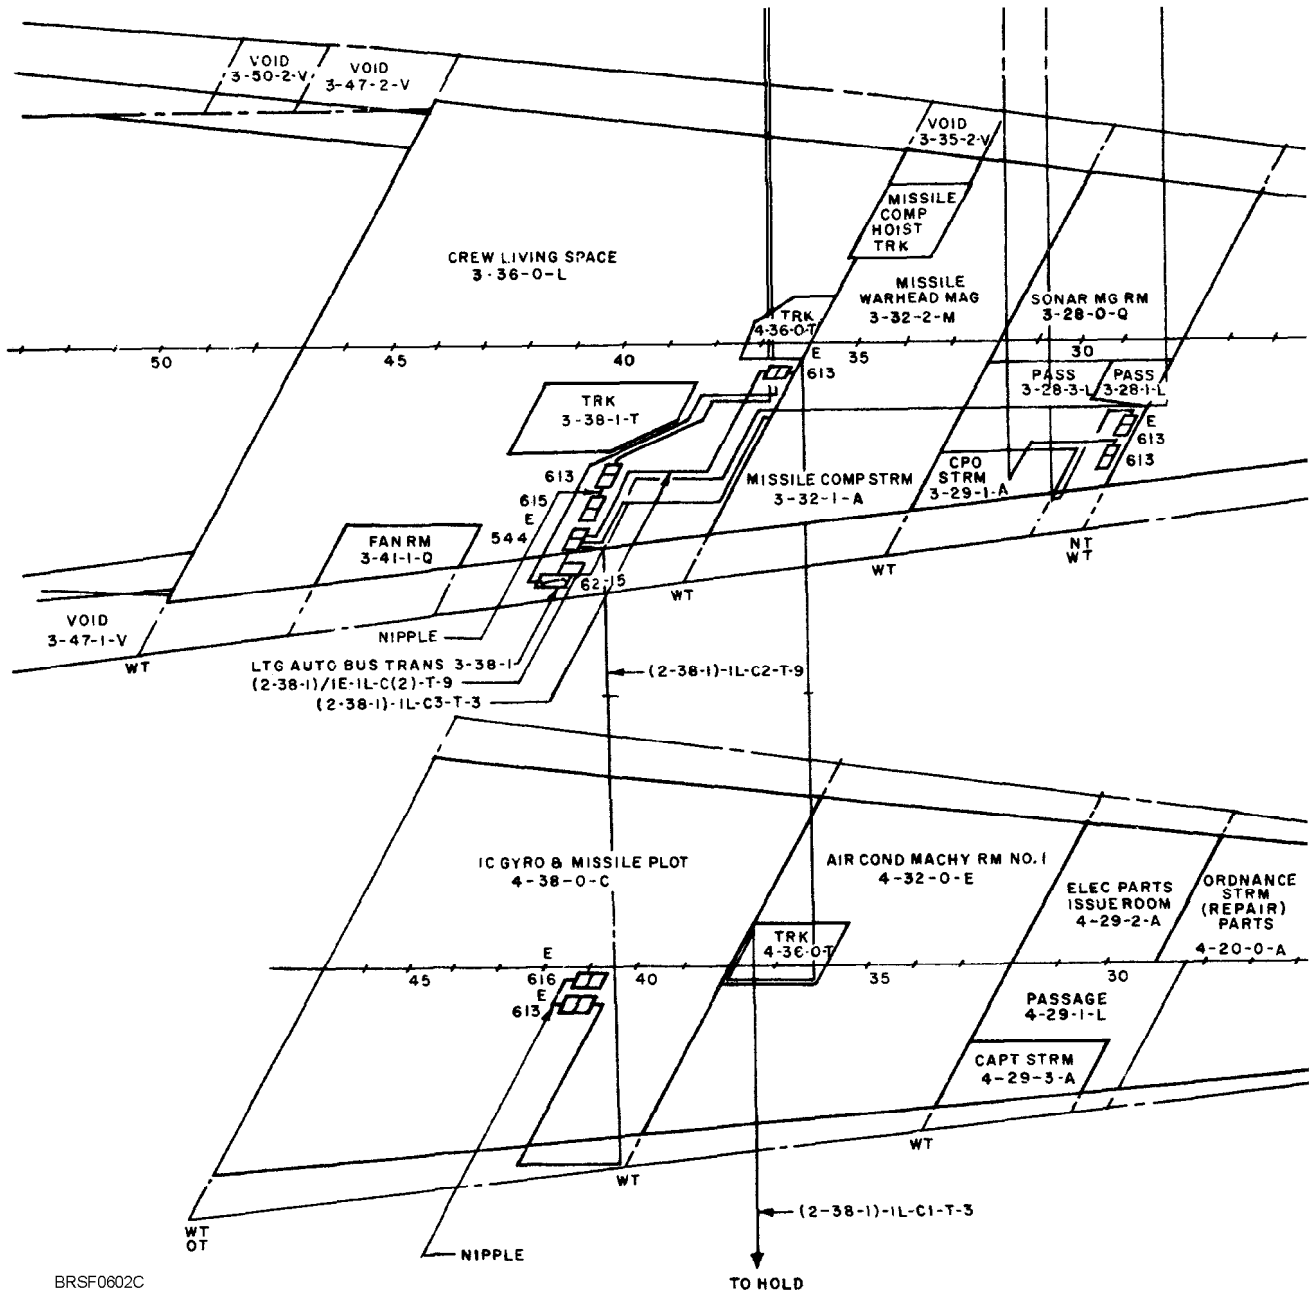 VOID
3-50-2-V
VOID
3-47-2-V
VOID
3-35-2-V
MISSILE
COMP
HOIST
TRK
CREW LIVING SPACE
3-36-0-L
MISSILE
WARHEAD MAG
3-32-2-M
SONAR MG RM
3-28-0-Q
TRK
4-36-0-T
50
45
40
35
30
E
613
PASS
3-28-3-L
PASS
3-28-1-L
TRK
3-38-1-T
E
613
613
613
615
E
544
MISSILE COMP STRM
3-32-1-A
CPO
STRM
3-29-1-A
FAN RM
3-41-1-Q
62-15
NT
WT
WT
WT
VOID
3-47-1-V
WT
NIPPLE
LTG AUTO BUS TRANS 3-38-1
(2-38-1)/1E-1L-C(2)-T-9
(2-38-1)-1L-C3-T-3
(2-38-1)-1L-C2-T-9
IC GYRO & MISSILE PLOT
4-38-0-C
AIR COND MACHY RM NO. 1
4-32-0-E
ELEC PARTS
ISSUE ROOM
4-29-2-A
ORDNANCE
STRM
(REPAIR)
PARTS
4-20-0-A
TRK
4-36-0-T
45
40
35
30
E
616
E
613
PASSAGE
4-29-1-L
CAPT STRM
4-29-3-A
WT
WT
WT
OT
(2-38-1)-1L-C1-T-3
NIPPLE
TO HOLD
BRSF0602C